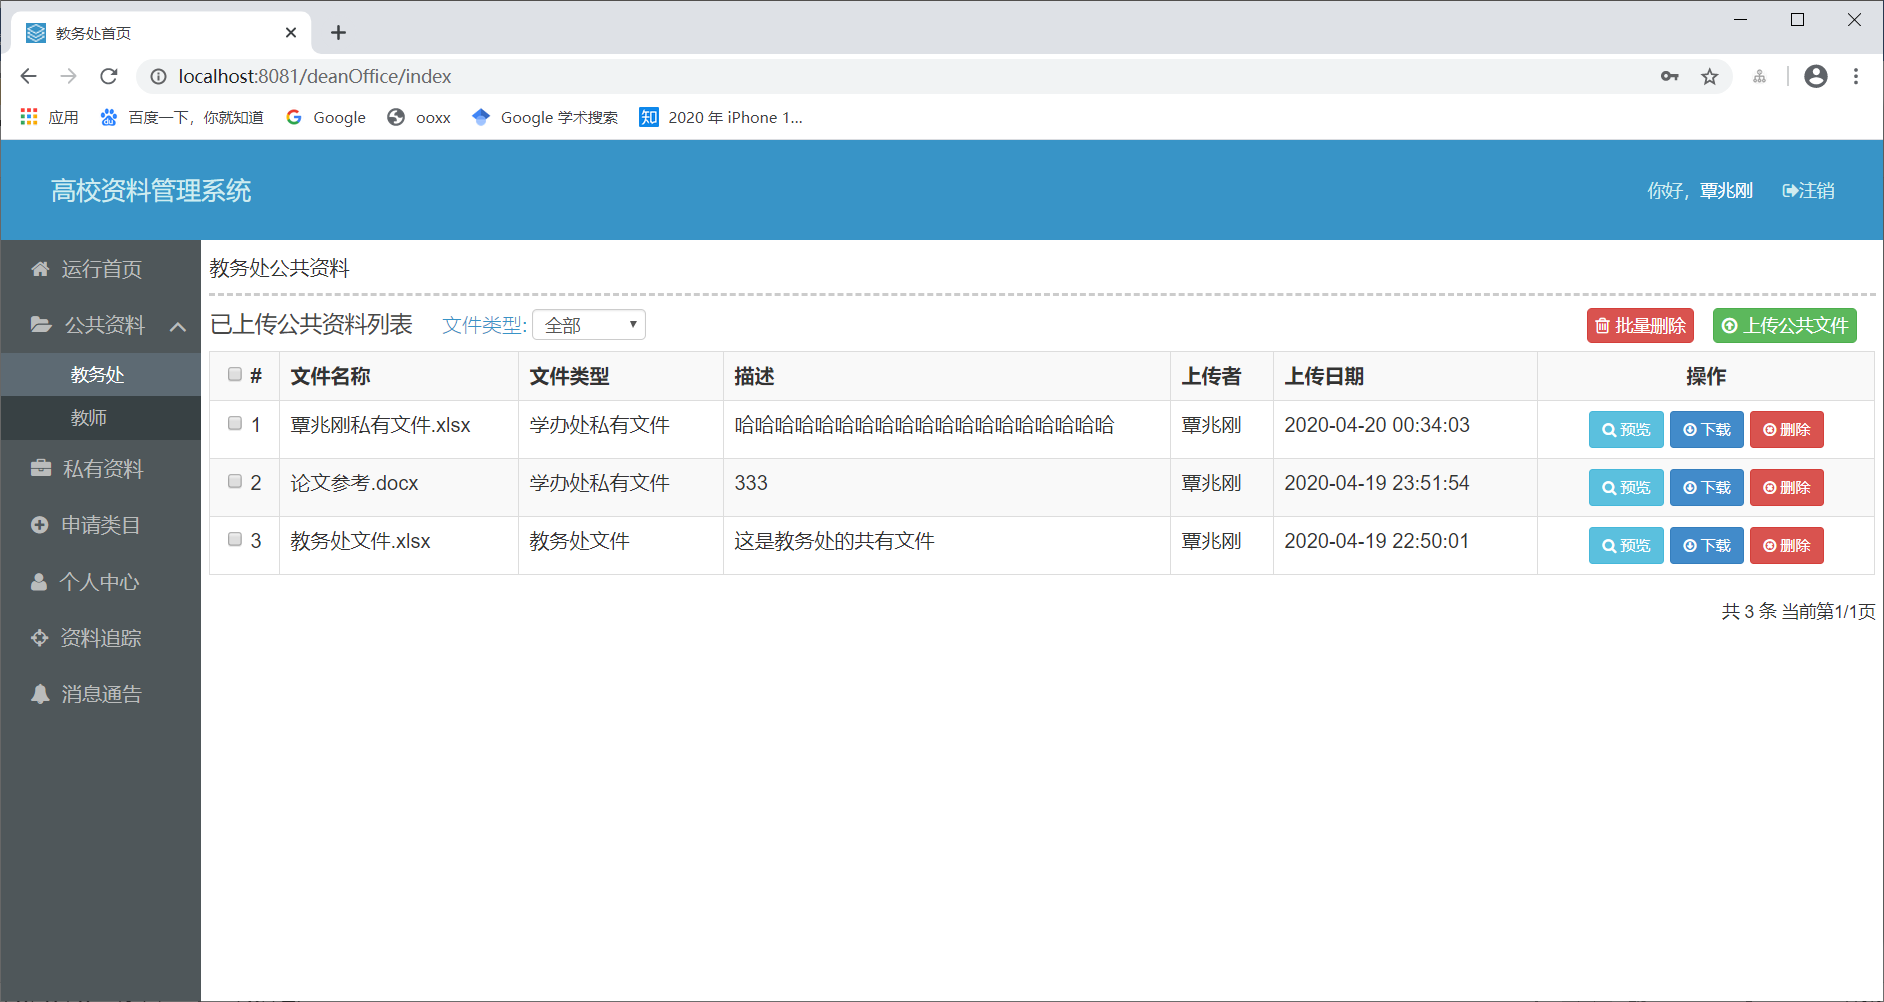 教务处首页
localhost:8081/deanOffice/index
应用 百度一下，你就知道 Google ooxx Google 学术搜索 知 2020 年 iPhone 1...
高校资料管理系统 你好，覃兆刚 注销
运行首页
公共资料
教务处
教师
私有资料
申请类目
个人中心
资料追踪
消息通告
教务处公共资料
已上传公共资料列表 文件类型: 全部 批量删除 上传公共文件
# 文件名称 文件类型 描述 上传者 上传日期 操作
1 覃兆刚私有文件.xlsx 学办处私有文件 哈哈哈哈哈哈哈哈哈哈哈哈哈哈哈哈哈哈哈 覃兆刚 2020-04-20 00:34:03 预览 下载 删除
2 论文参考.docx 学办处私有文件 333 覃兆刚 2020-04-19 23:51:54 预览 下载 删除
3 教务处文件.xlsx 教务处文件 这是教务处的共有文件 覃兆刚 2020-04-19 22:50:01 预览 下载 删除
共 3 条 当前第1/1页